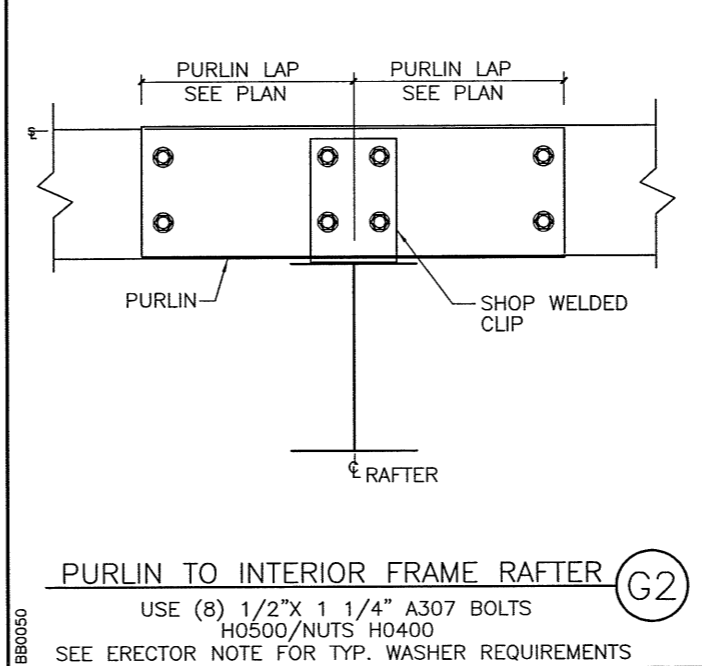 PURLIN LAP
SEE PLAN
PURLIN LAP
SEE PLAN
PURLIN
SHOP WELDED
CLIP
℄ RAFTER
PURLIN TO INTERIOR FRAME RAFTER
G2
USE (8) 1/2"X 1 1/4" A307 BOLTS
H0500/NUTS H0400
SEE ERECTOR NOTE FOR TYP. WASHER REQUIREMENTS
BB0050